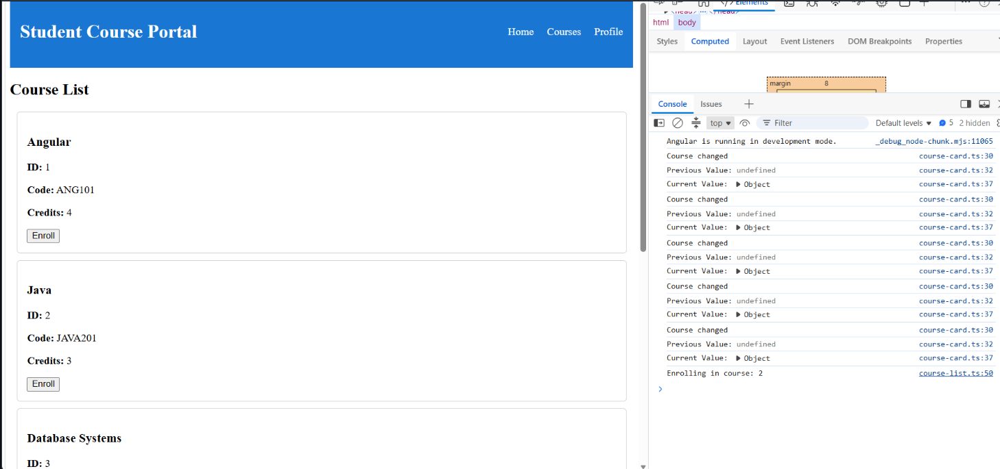 Student Course Portal
Home Courses Profile
Course List
Angular
ID: 1
Code: ANG101
Credits: 4
Enroll
Java
ID: 2
Code: JAVA201
Credits: 3
Enroll
Database Systems
ID: 3
Elements
<head> … </head>
html body
Styles Computed Layout Event Listeners DOM Breakpoints Properties
margin 8
Console Issues
top Filter Default levels 5 2 hidden
Angular is running in development mode. _debug_node-chunk.mjs:11065
Course changed course-card.ts:30
Previous Value: undefined course-card.ts:32
Current Value: Object course-card.ts:37
Course changed course-card.ts:30
Previous Value: undefined course-card.ts:32
Current Value: Object course-card.ts:37
Course changed course-card.ts:30
Previous Value: undefined course-card.ts:32
Current Value: Object course-card.ts:37
Course changed course-card.ts:30
Previous Value: undefined course-card.ts:32
Current Value: Object course-card.ts:37
Course changed course-card.ts:30
Previous Value: undefined course-card.ts:32
Current Value: Object course-card.ts:37
Enrolling in course: 2 course-list.ts:50